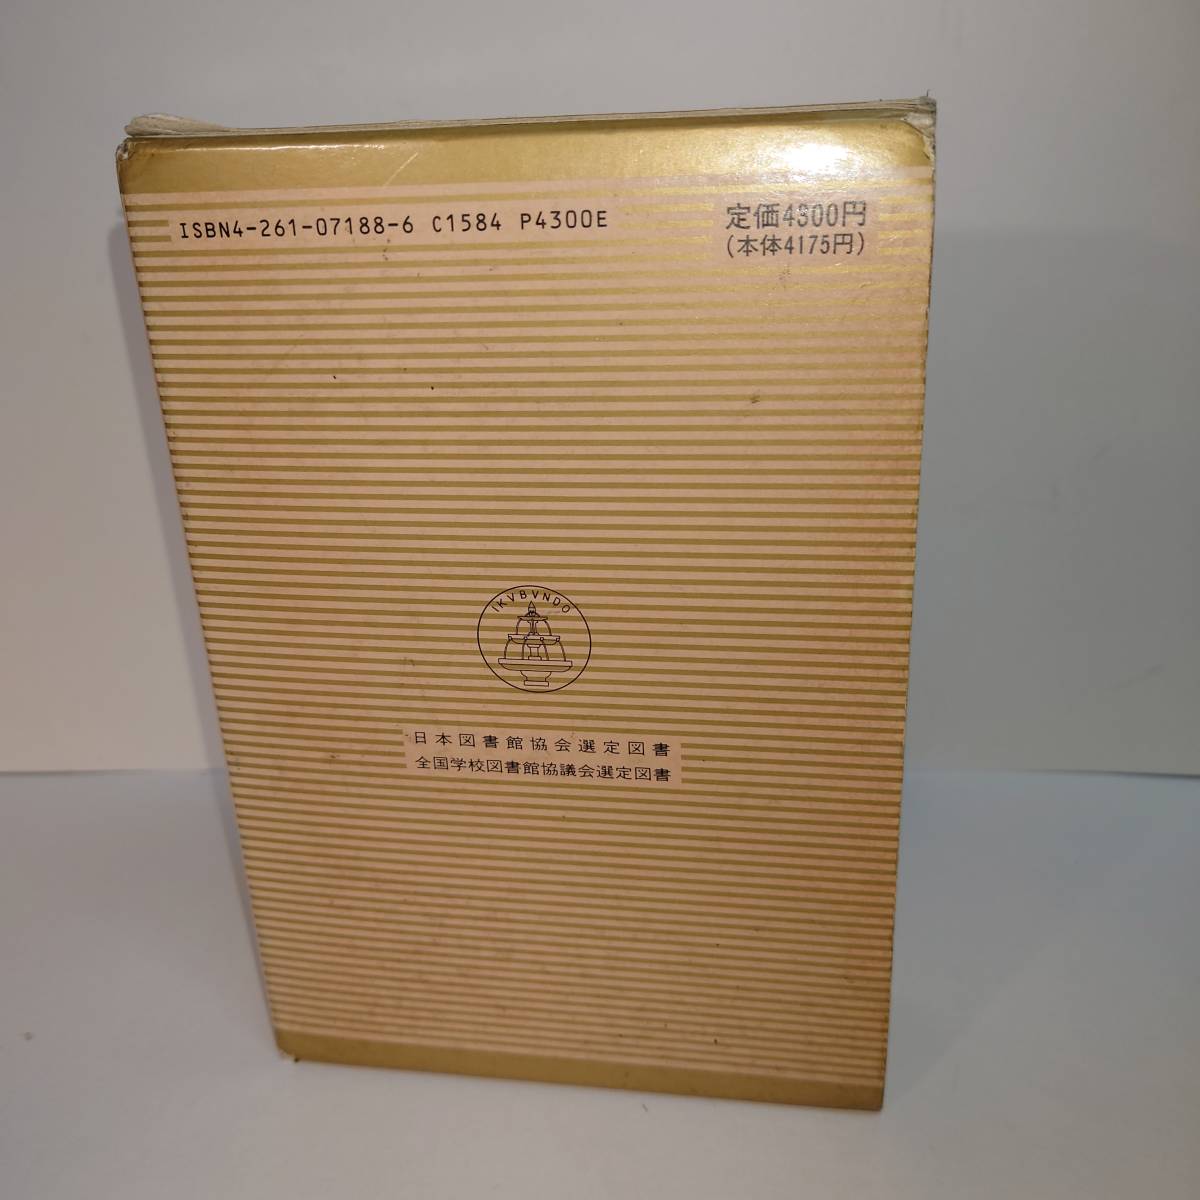 ISBN4-261-07188-6 C1584 P4300E
定価4300円
(本体4175円)
IKVBVNDO
日本図書館協会選定図書
全国学校図書館協議会選定図書